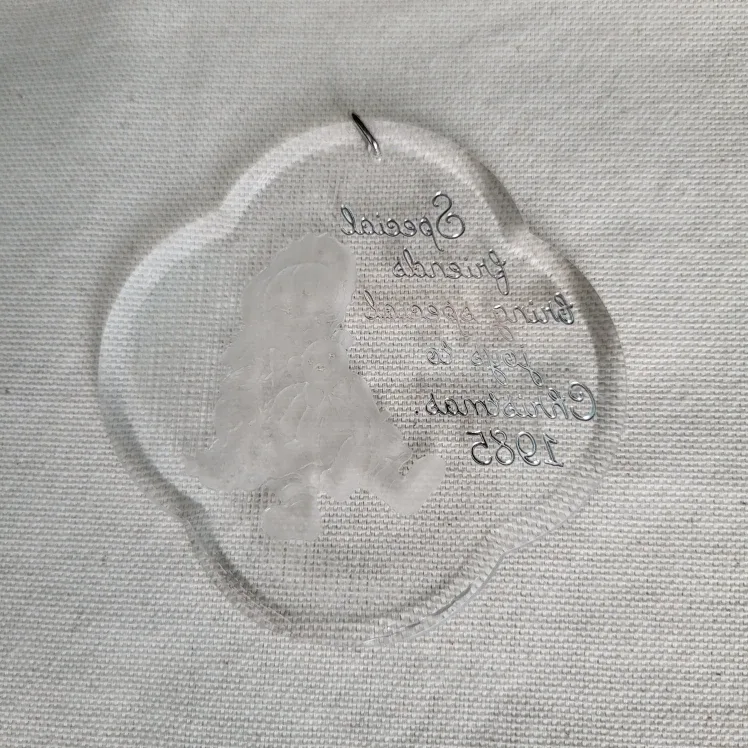 Special
friends
bring special
joys to
Christmas.
1985